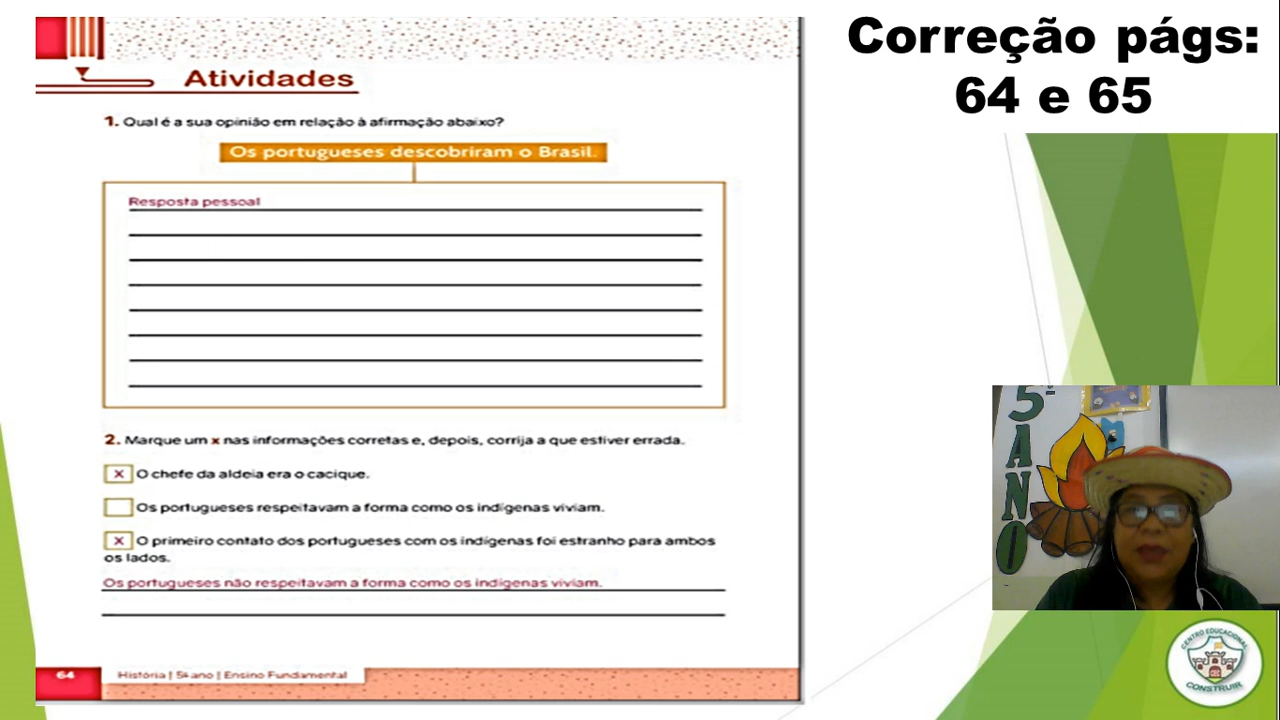 Correção págs:
64 e 65
Atividades
1. Qual é a sua opinião em relação à afirmação abaixo?
Os portugueses descobriram o Brasil.
Resposta pessoal
2. Marque um x nas informações corretas e, depois, corrija a que estiver errada.
x O chefe da aldeia era o cacique.
Os portugueses respeitavam a forma como os indígenas viviam.
x O primeiro contato dos portugueses com os indígenas foi estranho para ambos
os lados.
Os portugueses não respeitavam a forma como os indígenas viviam.
64 História | 5º ano | Ensino Fundamental
5º
ANO
CENTRO EDUCACIONAL
CONSTRUIR